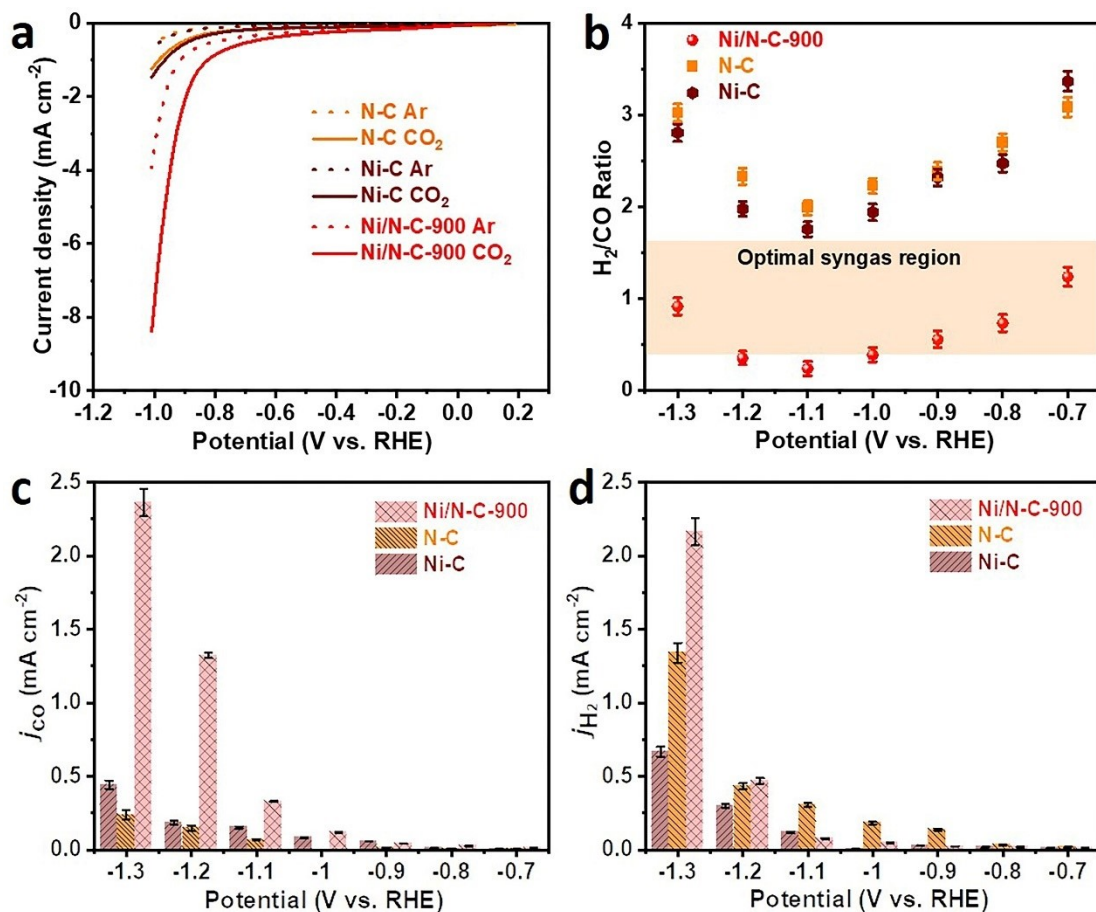 a
Current density (mA cm⁻²)
0
-2
-4
-6
-8
-10
N-C Ar
N-C CO₂
Ni-C Ar
Ni-C CO₂
Ni/N-C-900 Ar
Ni/N-C-900 CO₂
-1.2 -1.0 -0.8 -0.6 -0.4 -0.2 0.0 0.2
Potential (V vs. RHE)
b
H₂/CO Ratio
4
3
2
1
0
Ni/N-C-900
N-C
Ni-C
Optimal syngas region
-1.3 -1.2 -1.1 -1.0 -0.9 -0.8 -0.7
Potential (V vs. RHE)
c
jCO (mA cm⁻²)
2.5
2.0
1.5
1.0
0.5
0.0
Ni/N-C-900
N-C
Ni-C
-1.3 -1.2 -1.1 -1 -0.9 -0.8 -0.7
Potential (V vs. RHE)
d
jH₂ (mA cm⁻²)
2.5
2.0
1.5
1.0
0.5
0.0
Ni/N-C-900
N-C
Ni-C
-1.3 -1.2 -1.1 -1 -0.9 -0.8 -0.7
Potential (V vs. RHE)